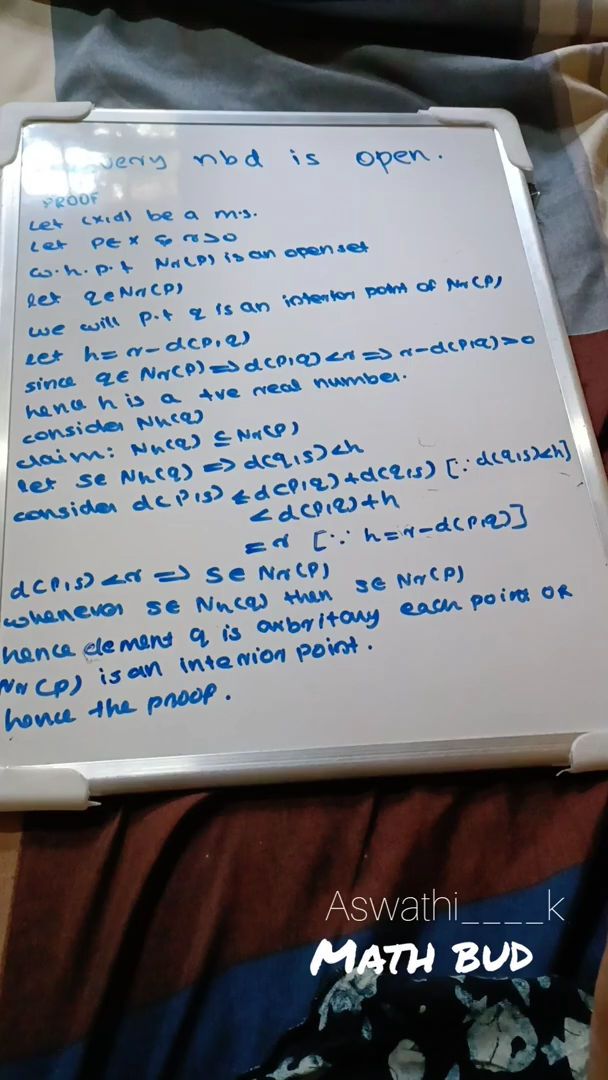 very nbd is open.
PROOF
Let (X,d) be a m.s.
Let P∈X & r>0
w.h.p.t Nr(P) is an open set
let q∈Nr(P)
we will p.t q is an interior point of Nr(P)
Let h=r-d(P,q)
since q∈ Nr(P) ⇒ d(P,q) <r ⇒ r-d(P,q)>0
hence h is a +ve real number.
consider Nh(q)
claim: Nh(q) ⊆ Nr(P)
let s∈ Nh(q) ⇒ d(q,s)<h
consider d(P,s) ≤ d(P,q)+d(q,s) [∵ d(q,s)<h]
< d(P,q)+h
= r [∵ h=r-d(P,q)]
d(P,s) <r ⇒ s∈ Nr(P)
whenever s∈ Nh(q) then s∈ Nr(P)
hence element q is arbritary each point OR
Nr(P) is an interior point.
hence the proof.
Aswathi____k
MATH BUD